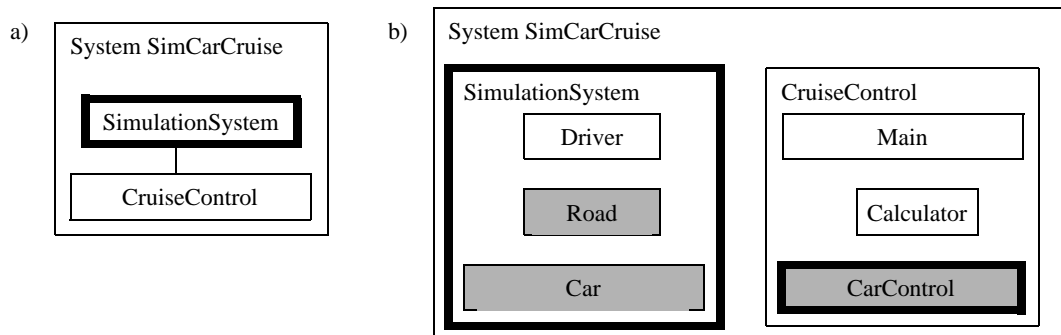 a)
System SimCarCruise
SimulationSystem
CruiseControl
b)
System SimCarCruise
SimulationSystem
Driver
Road
Car
CruiseControl
Main
Calculator
CarControl